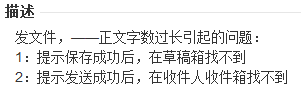 描述
发文件，——正文字数过长引起的问题：
1：提示保存成功后，在草稿箱找不到
2：提示发送成功后，在收件人收件箱找不到